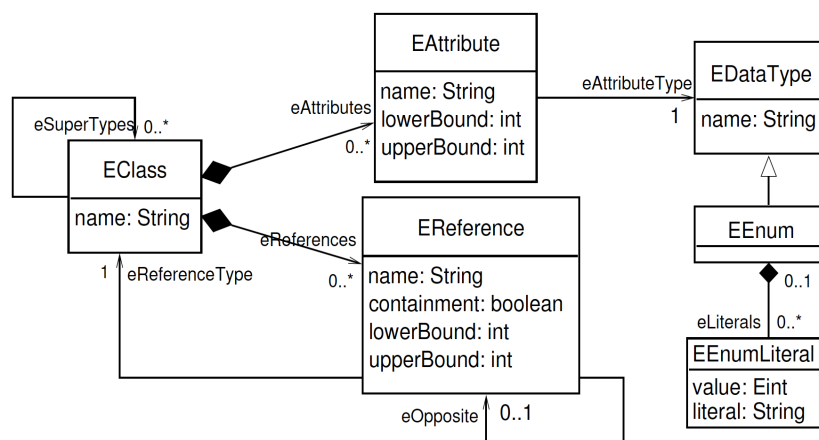 EAttribute
name: String
lowerBound: int
upperBound: int
eAttributeType
1
EDataType
name: String
eSuperTypes
0..*
eAttributes
0..*
EClass
name: String
eReferences
0..*
EReference
name: String
containment: boolean
lowerBound: int
upperBound: int
1
eReferenceType
EEnum
0..1
eLiterals
0..*
EEnumLiteral
value: Eint
literal: String
eOpposite
0..1